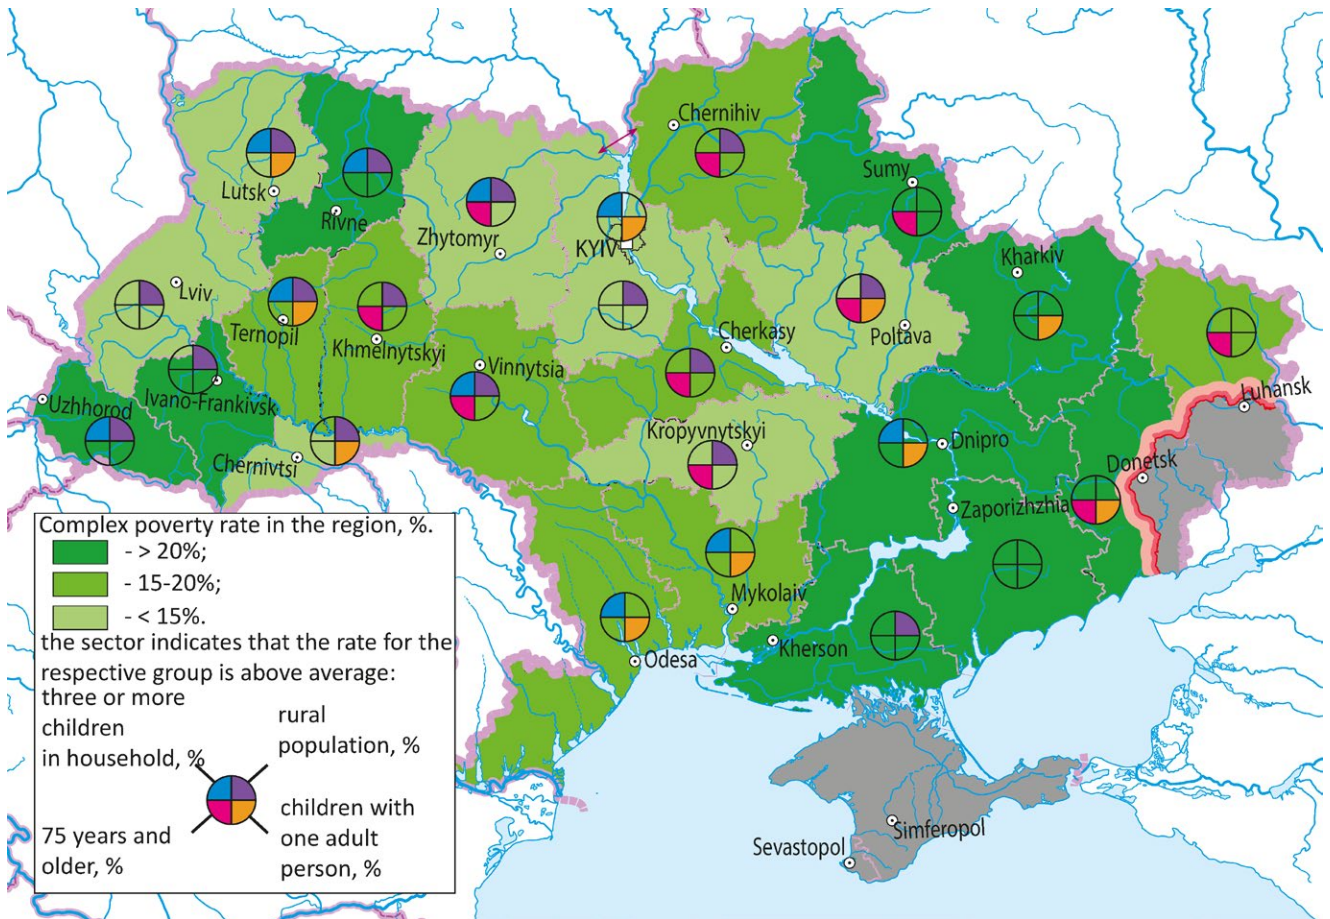 Chernihiv
Sumy
Lutsk
Rivne
Zhytomyr
KYIV
Kharkiv
Lviv
Ternopil
Khmelnytskyi
Cherkasy
Poltava
Vinnytsia
Uzhhorod
Ivano-Frankivsk
Luhansk
Chernivtsi
Kropyvnytskyi
Dnipro
Donetsk
Zaporizhzhia
Mykolaiv
Kherson
Odesa
Simferopol
Sevastopol
Complex poverty rate in the region, %.
- > 20%;
- 15-20%;
- < 15%.
the sector indicates that the rate for the
respective group is above average:
three or more
children
in household, %
rural
population, %
75 years and
older, %
children with
one adult
person, %